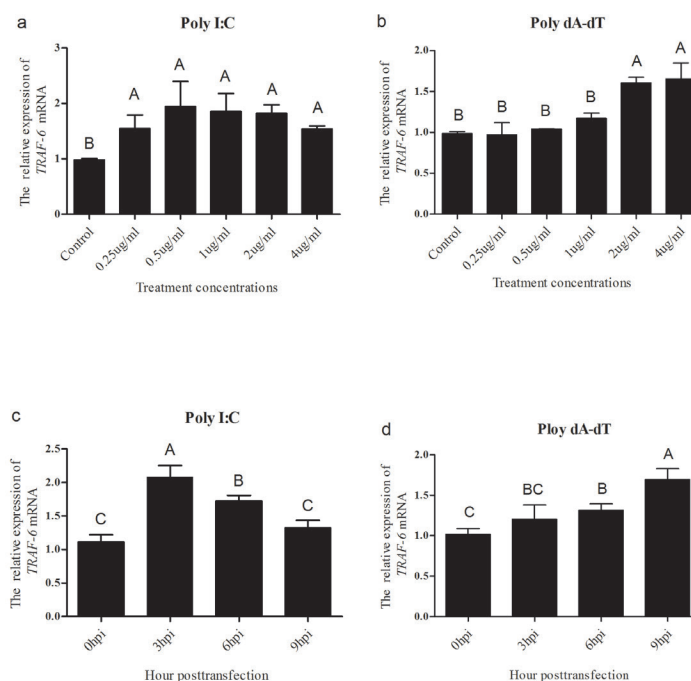 a
Poly I:C
The relative expression of
TRAF-6 mRNA
3
2
1
0
B
A
A
A
A
A
Control
0.25ug/ml
0.5ug/ml
1ug/ml
2ug/ml
4ug/ml
Treatment concentrations
b
Poly dA-dT
The relative expression of
TRAF-6 mRNA
2.0
1.5
1.0
0.5
0.0
B
B
B
B
A
A
Control
0.25ug/ml
0.5ug/ml
1ug/ml
2ug/ml
4ug/ml
Treatment concentrations
c
Poly I:C
The relative expression of
TRAF-6 mRNA
2.5
2.0
1.5
1.0
0.5
0.0
C
A
B
C
0hpi
3hpi
6hpi
9hpi
Hour posttransfection
d
Ploy dA-dT
The relative expression of
TRAF-6 mRNA
2.0
1.5
1.0
0.5
0.0
C
BC
B
A
0hpi
3hpi
6hpi
9hpi
Hour posttransfection